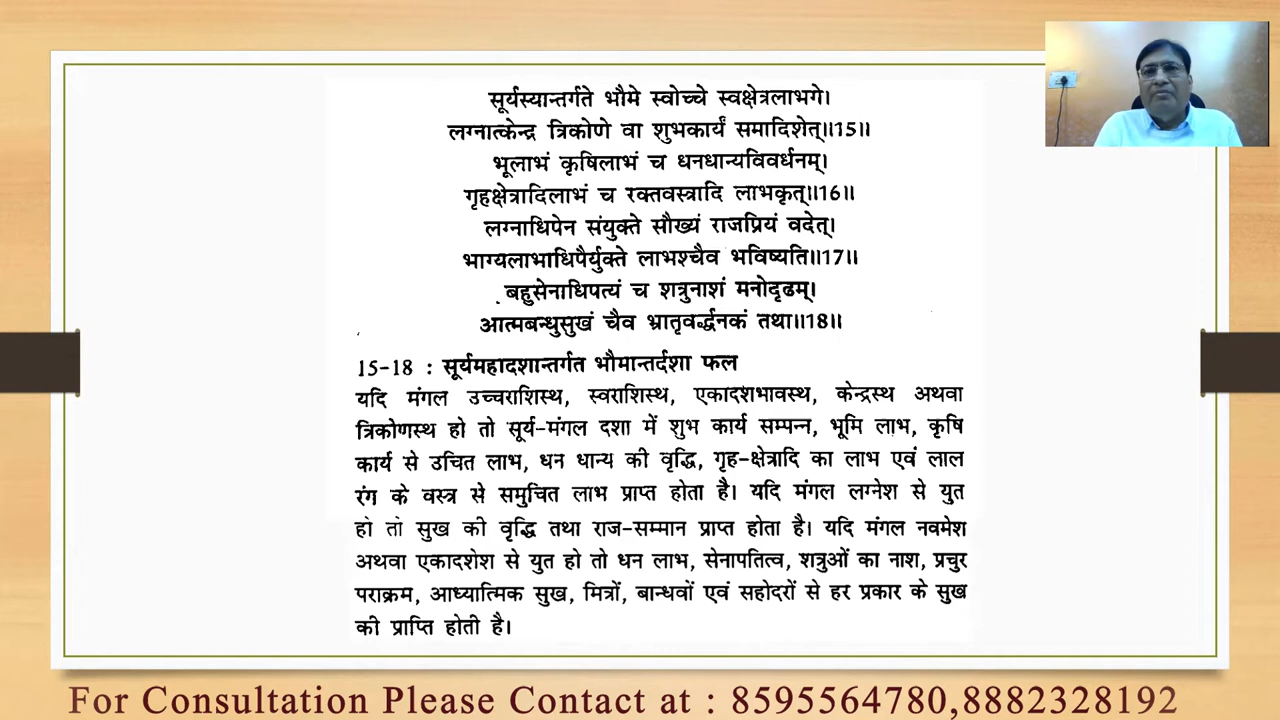 सूर्यस्यान्तर्गते भौमे स्वोच्चे स्वक्षेत्रलाभगे।
लग्नात्केन्द्र त्रिकोणे वा शुभकार्यं समादिशेत्॥15॥
भूलाभं कृषिलाभं च धनधान्यविवर्धनम्।
गृहक्षेत्रादिलाभं च रक्तवस्त्रादि लाभकृत्॥16॥
लग्नाधिपेन संयुक्ते सौख्यं राजप्रियं वदेत्।
भाग्यलाभाधिपैर्युक्ते लाभश्चैव भविष्यति॥17॥
बहुसेनाधिपत्यं च शत्रुनाशं मनोदृढम्।
आत्मबन्धुसुखं चैव भ्रातृवर्द्धनकं तथा॥18॥
15-18 : सूर्यमहादशान्तर्गत भौमान्तर्दशा फल
यदि मंगल उच्चराशिस्थ, स्वराशिस्थ, एकादशभावस्थ, केन्द्रस्थ अथवा
त्रिकोणस्थ हो तो सूर्य-मंगल दशा में शुभ कार्य सम्पन्न, भूमि लाभ, कृषि
कार्य से उचित लाभ, धन धान्य की वृद्धि, गृह-क्षेत्रादि का लाभ एवं लाल
रंग के वस्त्र से समुचित लाभ प्राप्त होता है। यदि मंगल लग्नेश से युत
हो तो सुख की वृद्धि तथा राज-सम्मान प्राप्त होता है। यदि मंगल नवमेश
अथवा एकादशेश से युत हो तो धन लाभ, सेनापतित्व, शत्रुओं का नाश, प्रचुर
पराक्रम, आध्यात्मिक सुख, मित्रों, बान्धवों एवं सहोदरों से हर प्रकार के सुख
की प्राप्ति होती है।
For Consultation Please Contact at : 8595564780,8882328192